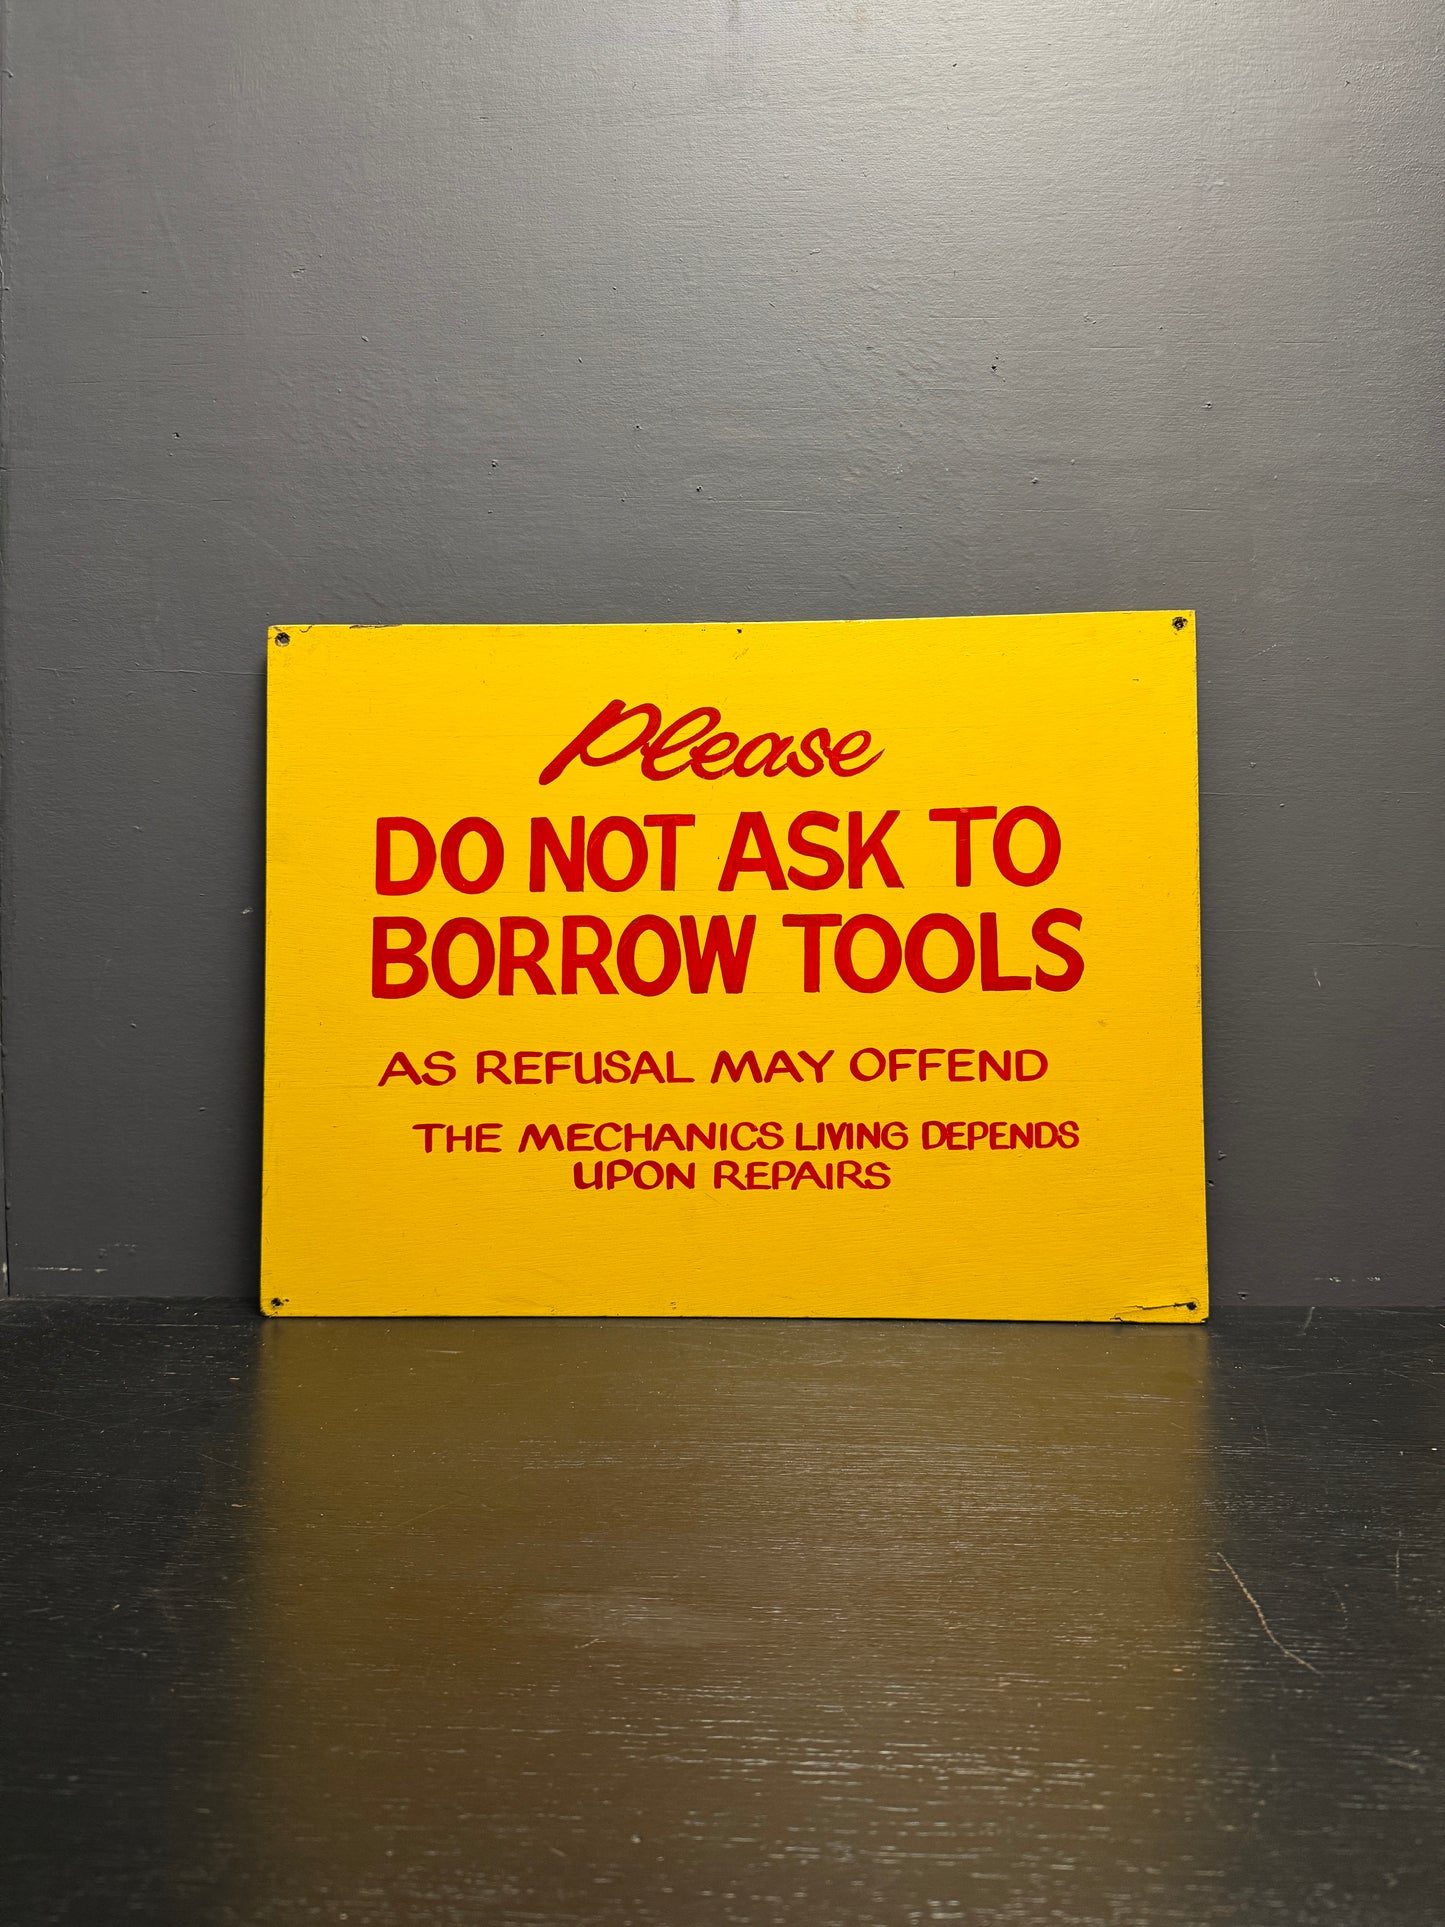 Please
DO NOT ASK TO
BORROW TOOLS
AS REFUSAL MAY OFFEND
THE MECHANICS LIVING DEPENDS
UPON REPAIRS